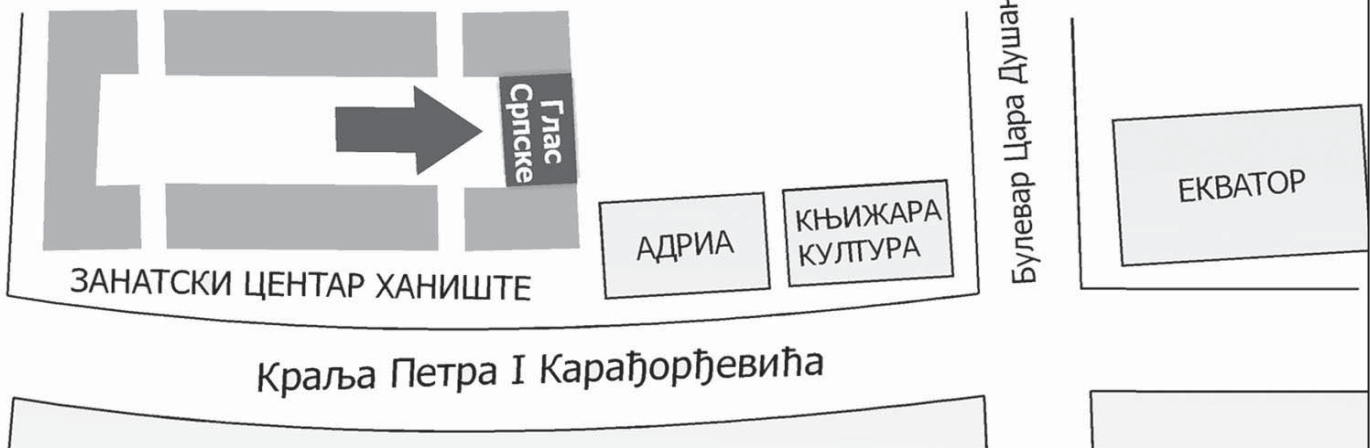 Глас
Српске
ЗАНАТСКИ ЦЕНТАР ХАНИШТЕ
АДРИА
КЊИЖАРА
КУЛТУРА
Булевар Цара Душан
ЕКВАТОР
Краља Петра I Карађорђевића